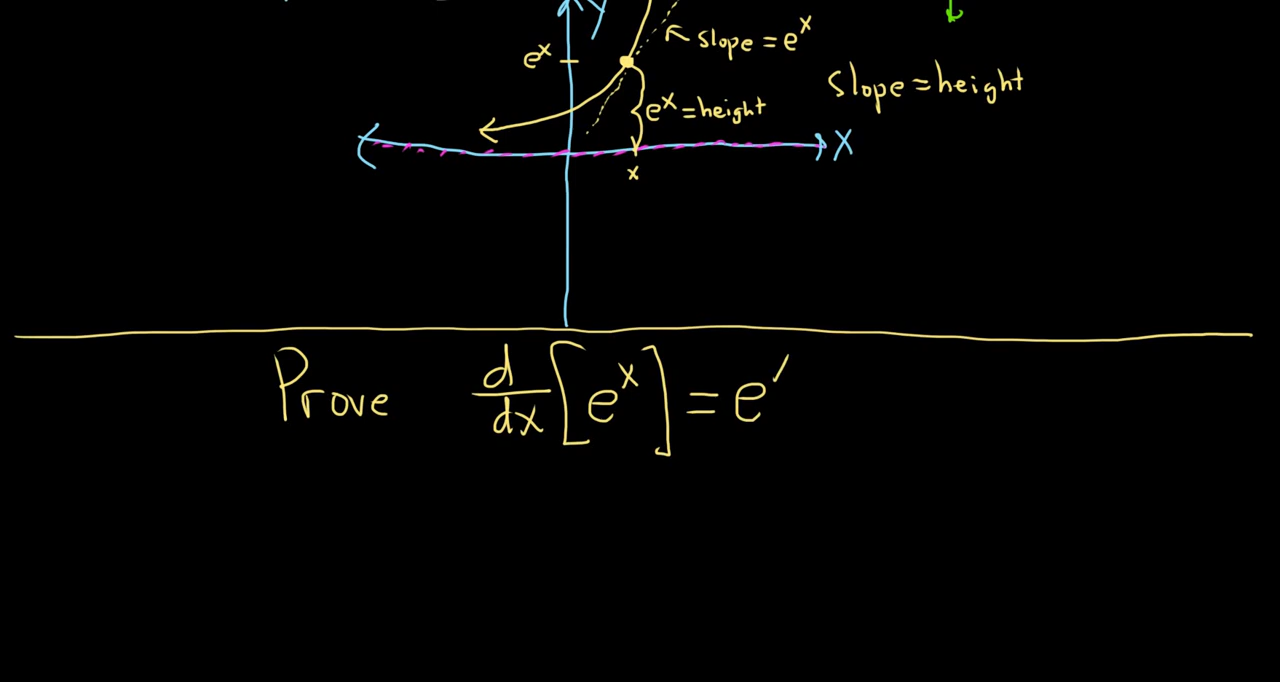 y
e^x
slope = e^x
slope = height
e^x = height
x
x
Prove d/dx [e^x] = e